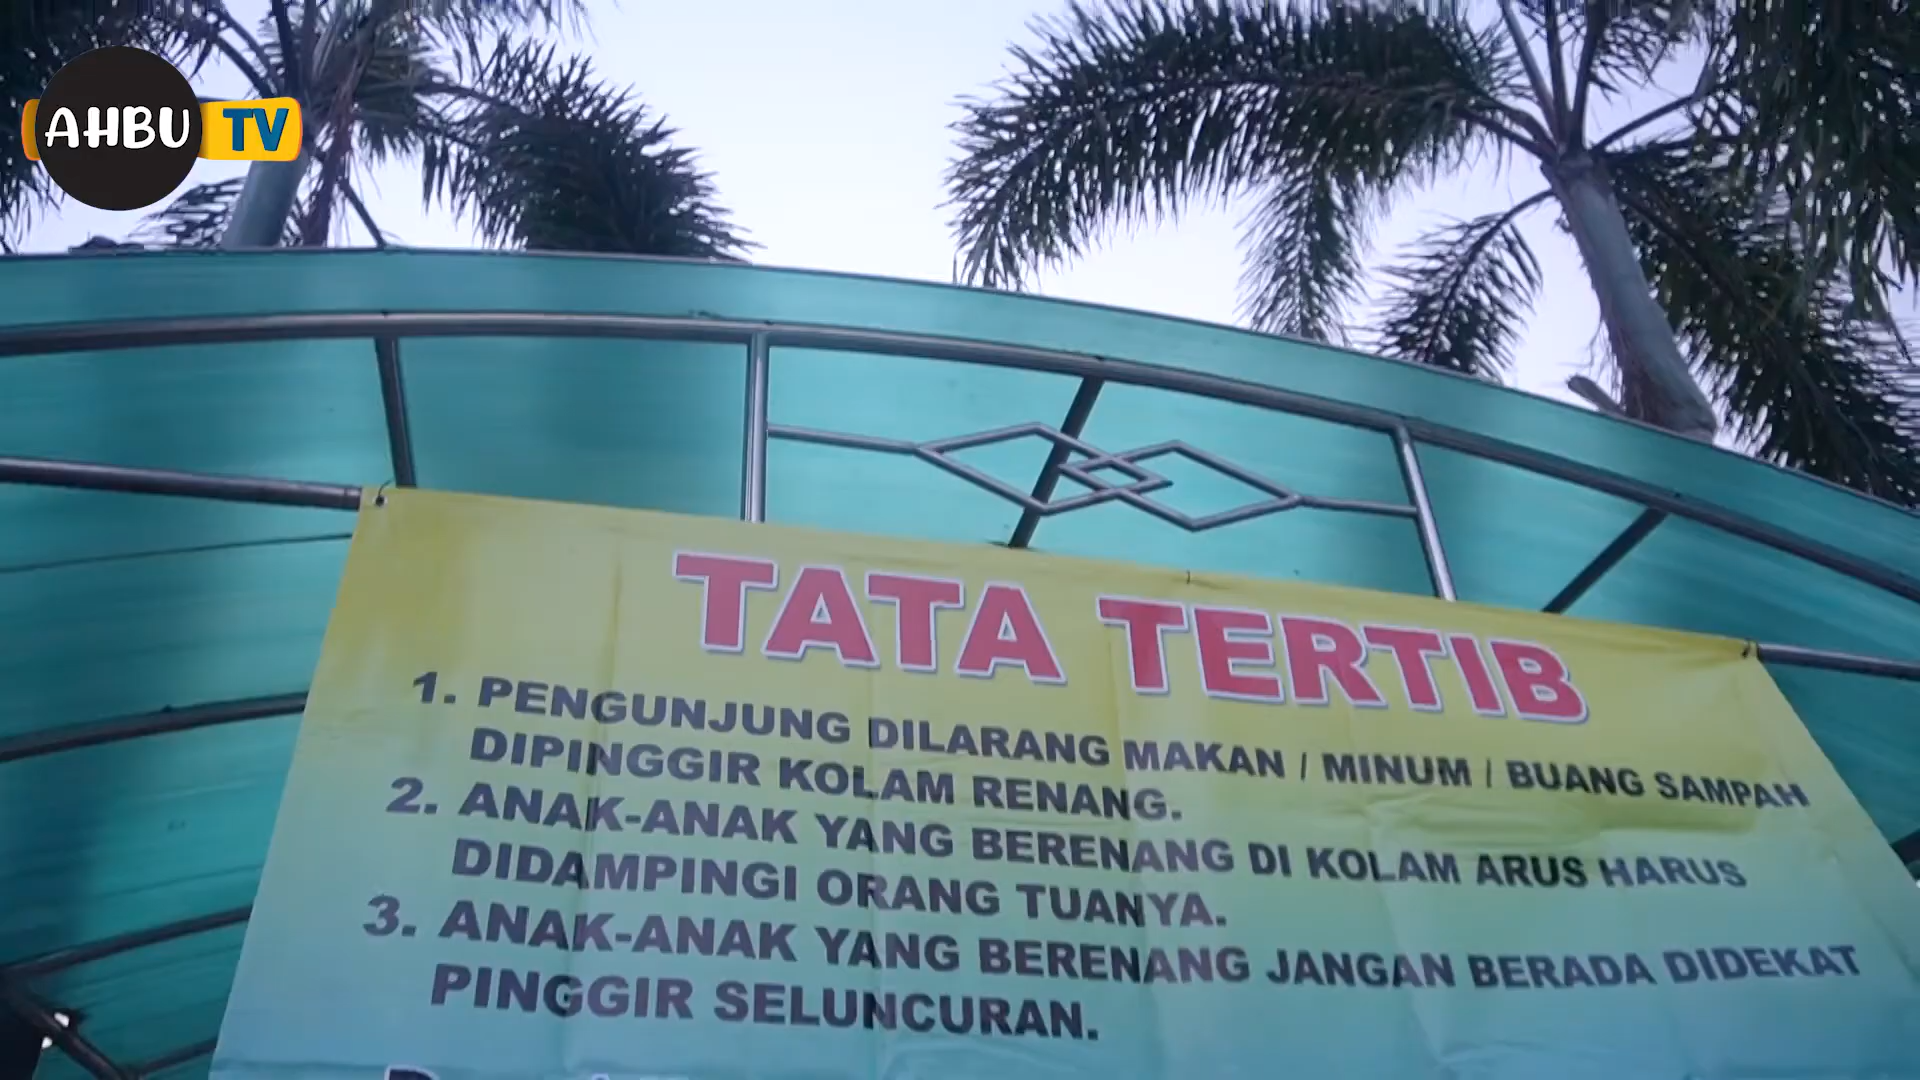 AHBU TV
TATA TERTIB
1. PENGUNJUNG DILARANG MAKAN / MINUM / BUANG SAMPAH
DIPINGGIR KOLAM RENANG.
2. ANAK-ANAK YANG BERENANG DI KOLAM ARUS HARUS
DIDAMPINGI ORANG TUANYA.
3. ANAK-ANAK YANG BERENANG JANGAN BERADA DIDEKAT
PINGGIR SELUNCURAN.